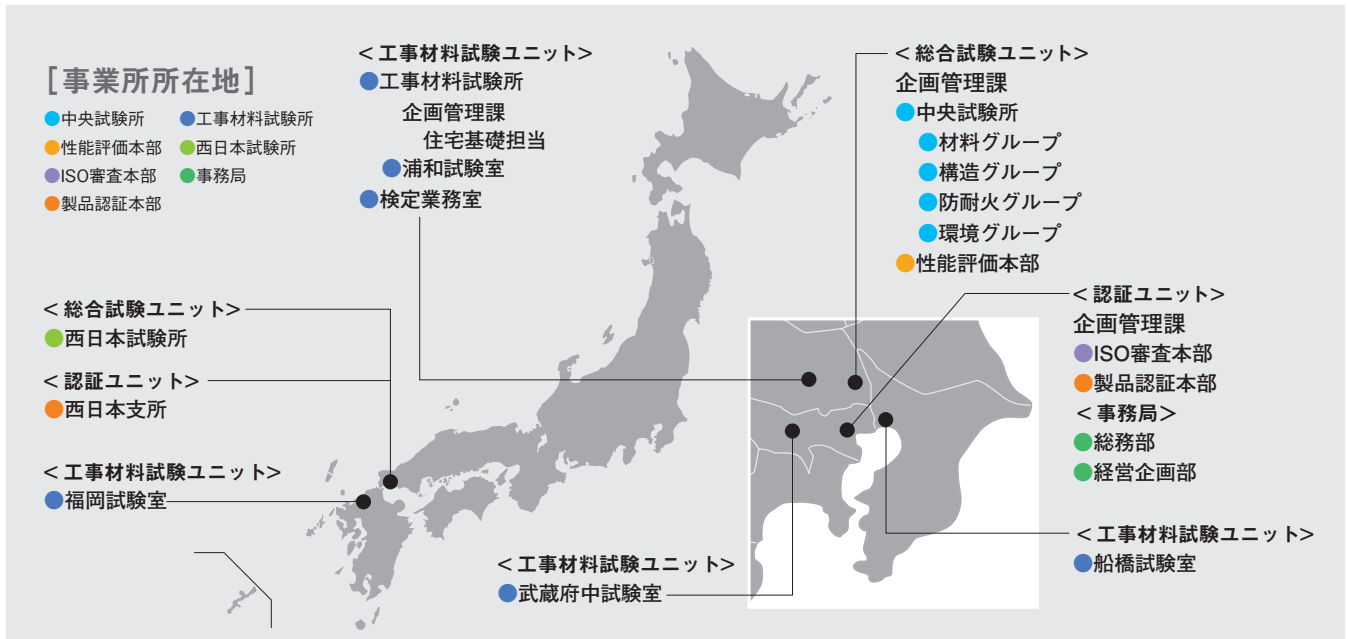 [事業所所在地]
●中央試験所 ●工事材料試験所
●性能評価本部 ●西日本試験所
●ISO審査本部 ●事務局
●製品認証本部
<工事材料試験ユニット>
●工事材料試験所
企画管理課
住宅基礎担当
●浦和試験室
●検定業務室
<総合試験ユニット>
企画管理課
●中央試験所
●材料グループ
●構造グループ
●防耐火グループ
●環境グループ
●性能評価本部
<総合試験ユニット>
●西日本試験所
<認証ユニット>
●西日本支所
<工事材料試験ユニット>
●福岡試験室
<認証ユニット>
企画管理課
●ISO審査本部
●製品認証本部
<事務局>
●総務部
●経営企画部
<工事材料試験ユニット>
●武蔵府中試験室
<工事材料試験ユニット>
●船橋試験室